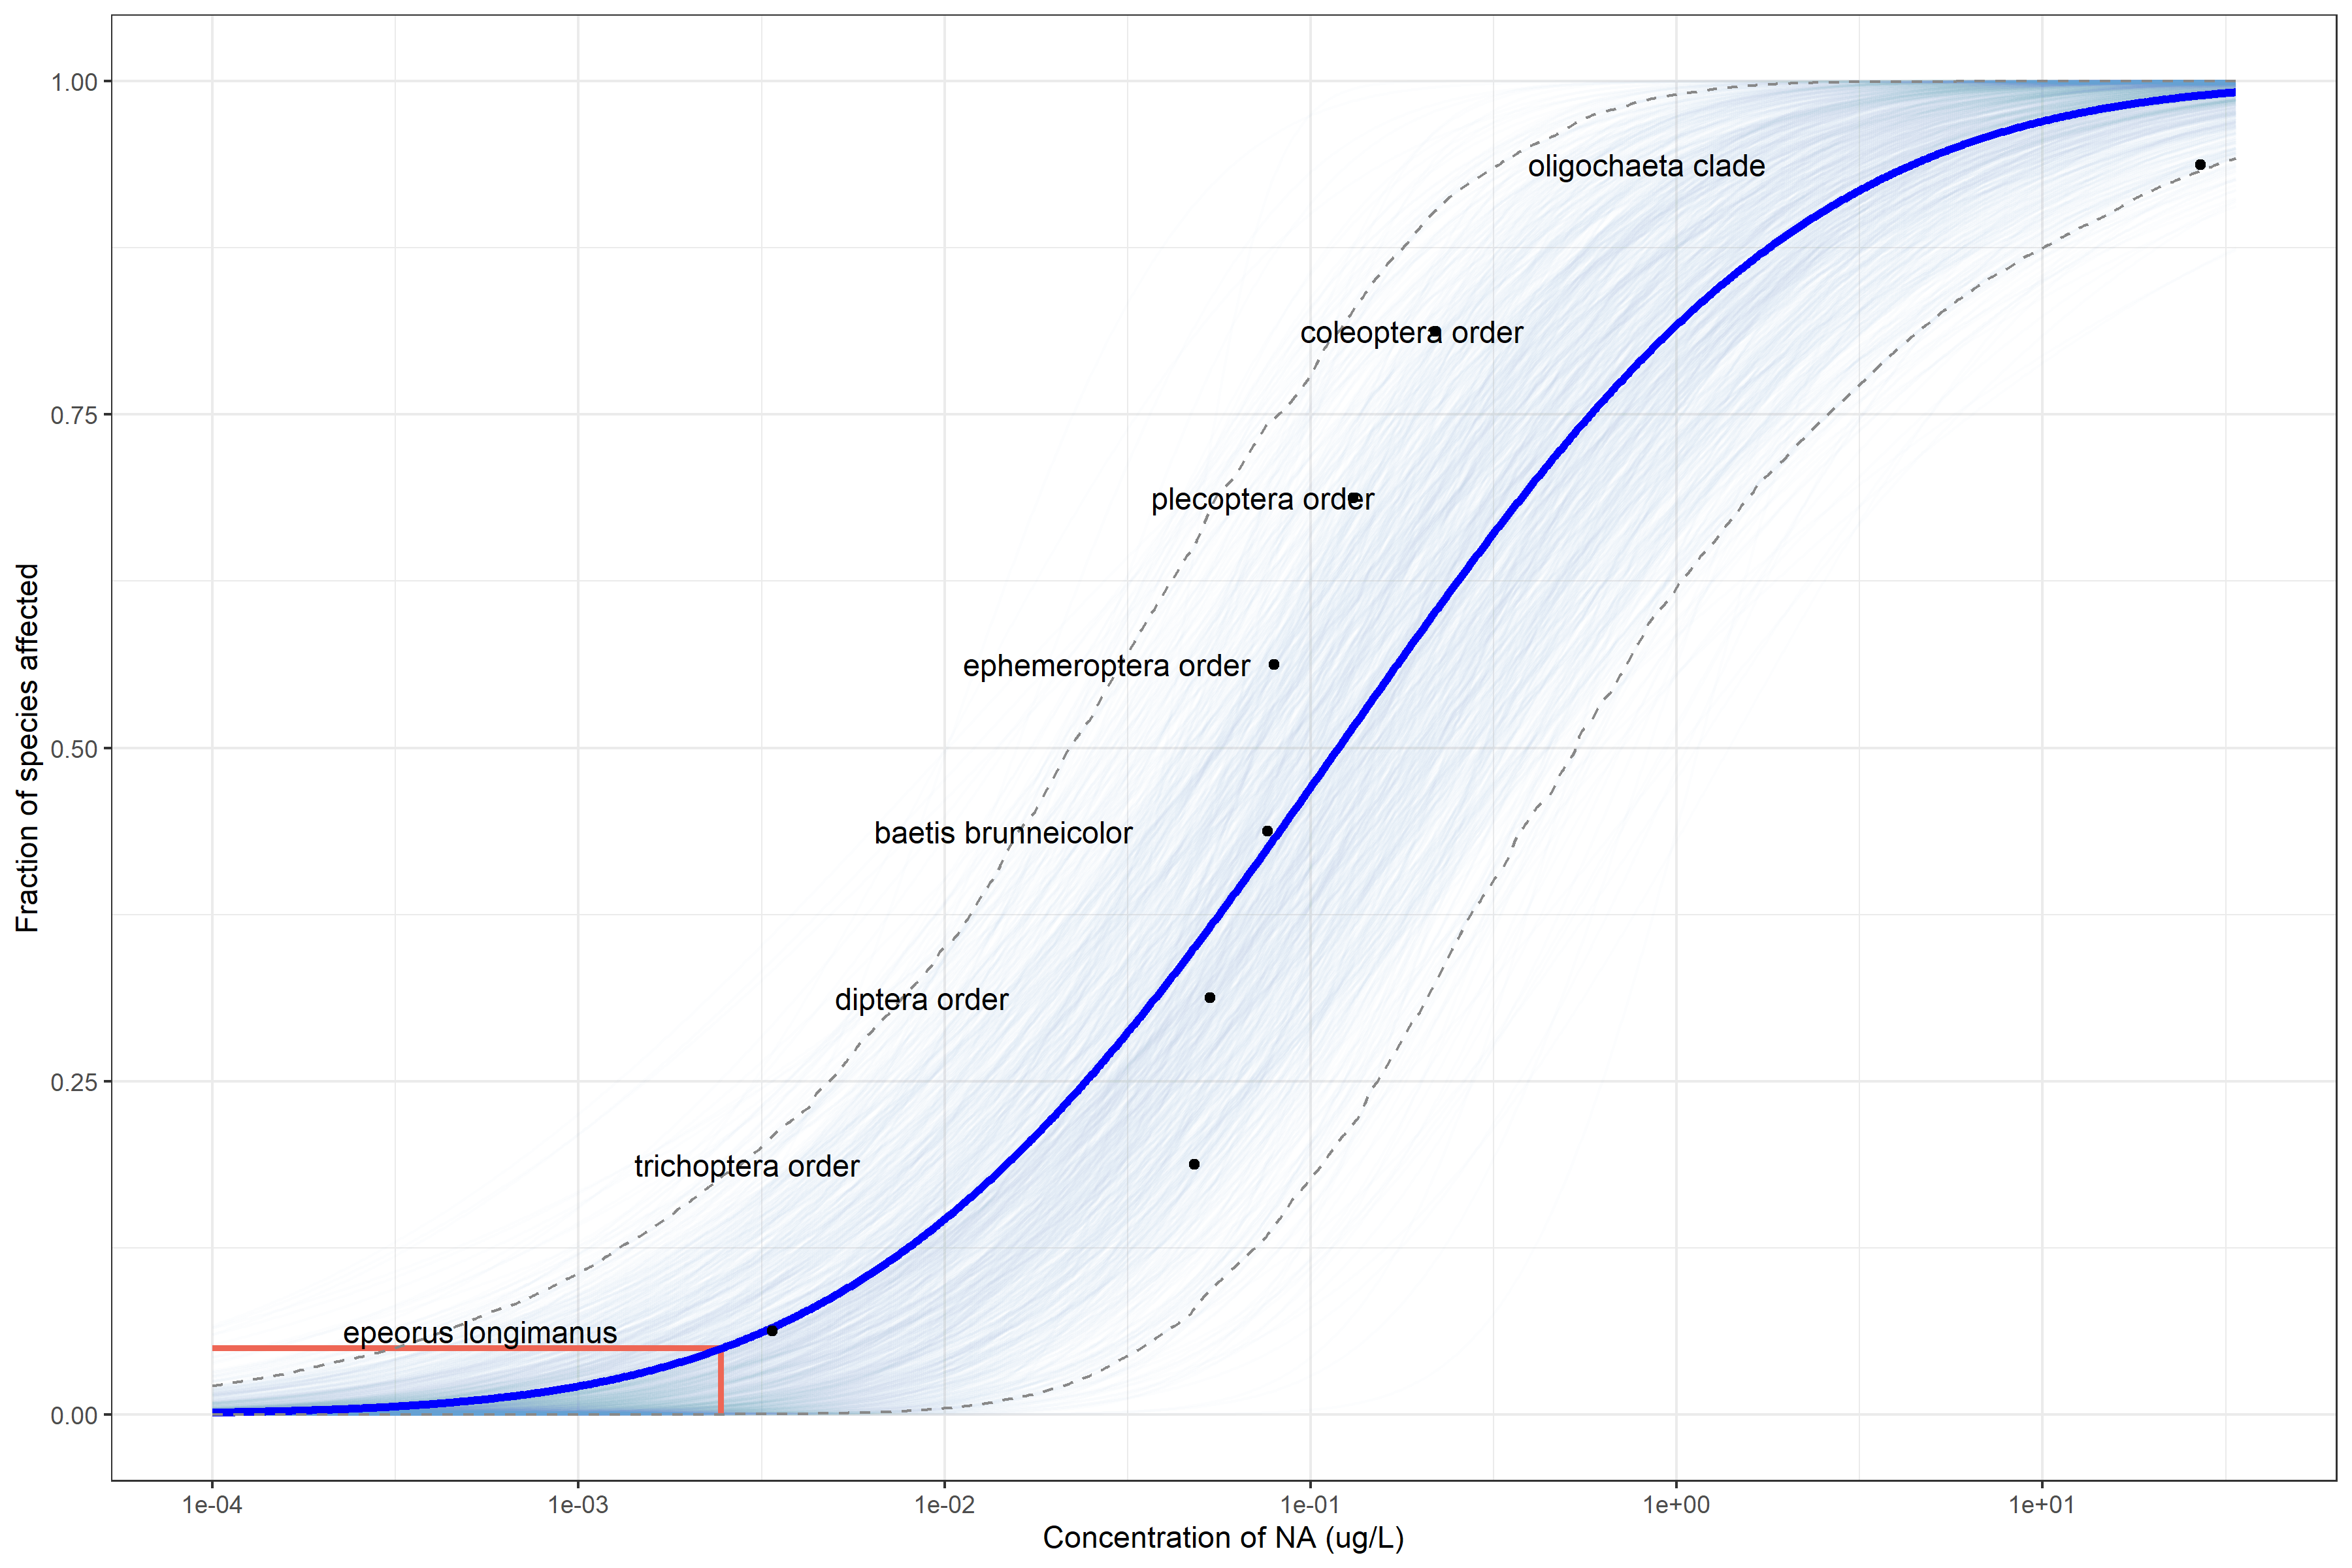 1.00
oligochaeta clade
coleoptera order
0.75
plecoptera order
ephemeroptera order
Fraction of species affected
0.50
baetis brunneicolor
diptera order
0.25
trichoptera order
epeorus longimanus
0.00
1e-04 1e-03 1e-02 1e-01 1e+00 1e+01
Concentration of NA (ug/L)